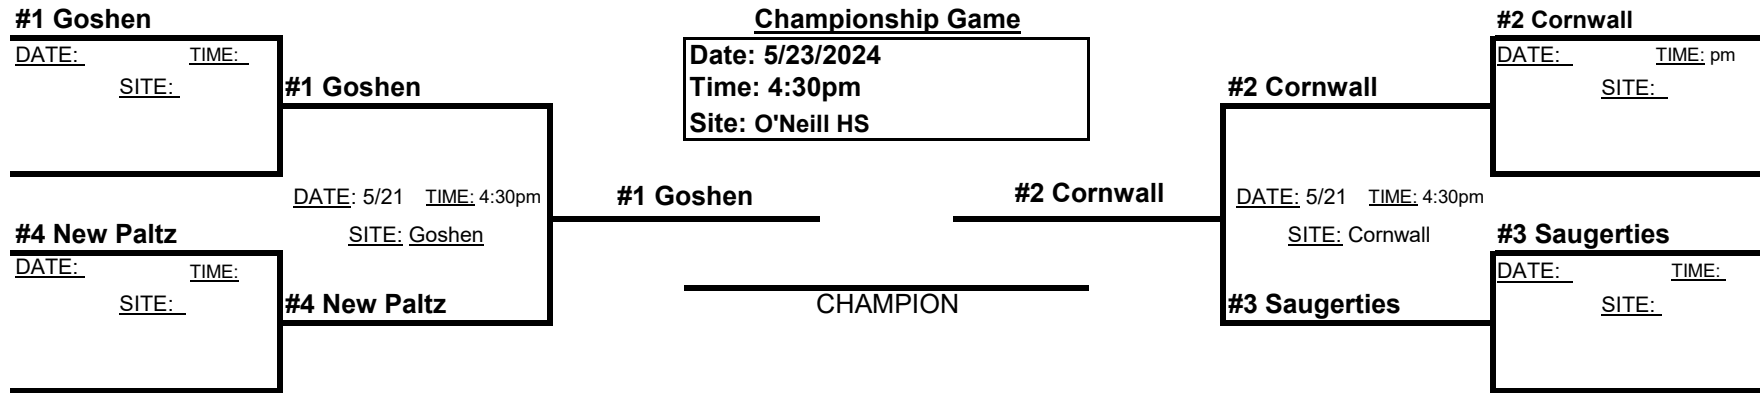 #1 Goshen
DATE: TIME:
SITE:
#1 Goshen
DATE: 5/21 TIME: 4:30pm
SITE: Goshen
#4 New Paltz
DATE: TIME:
SITE:
#4 New Paltz
#1 Goshen
Championship Game
Date: 5/23/2024
Time: 4:30pm
Site: O'Neill HS
CHAMPION
#2 Cornwall
#2 Cornwall
DATE: 5/21 TIME: 4:30pm
SITE: Cornwall
#3 Saugerties
#2 Cornwall
DATE: TIME: pm
SITE:
#3 Saugerties
DATE: TIME:
SITE: